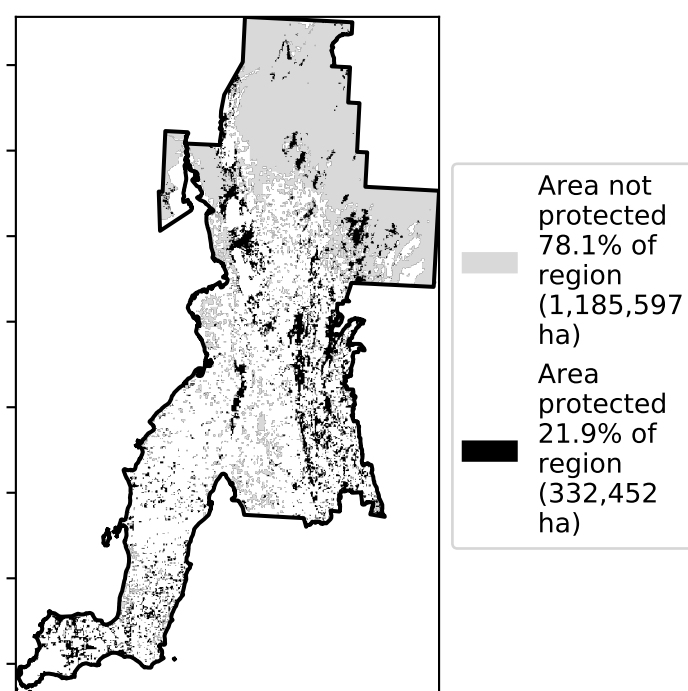 Area not
protected
78.1% of
region
(1,185,597
ha)
Area
protected
21.9% of
region
(332,452
ha)